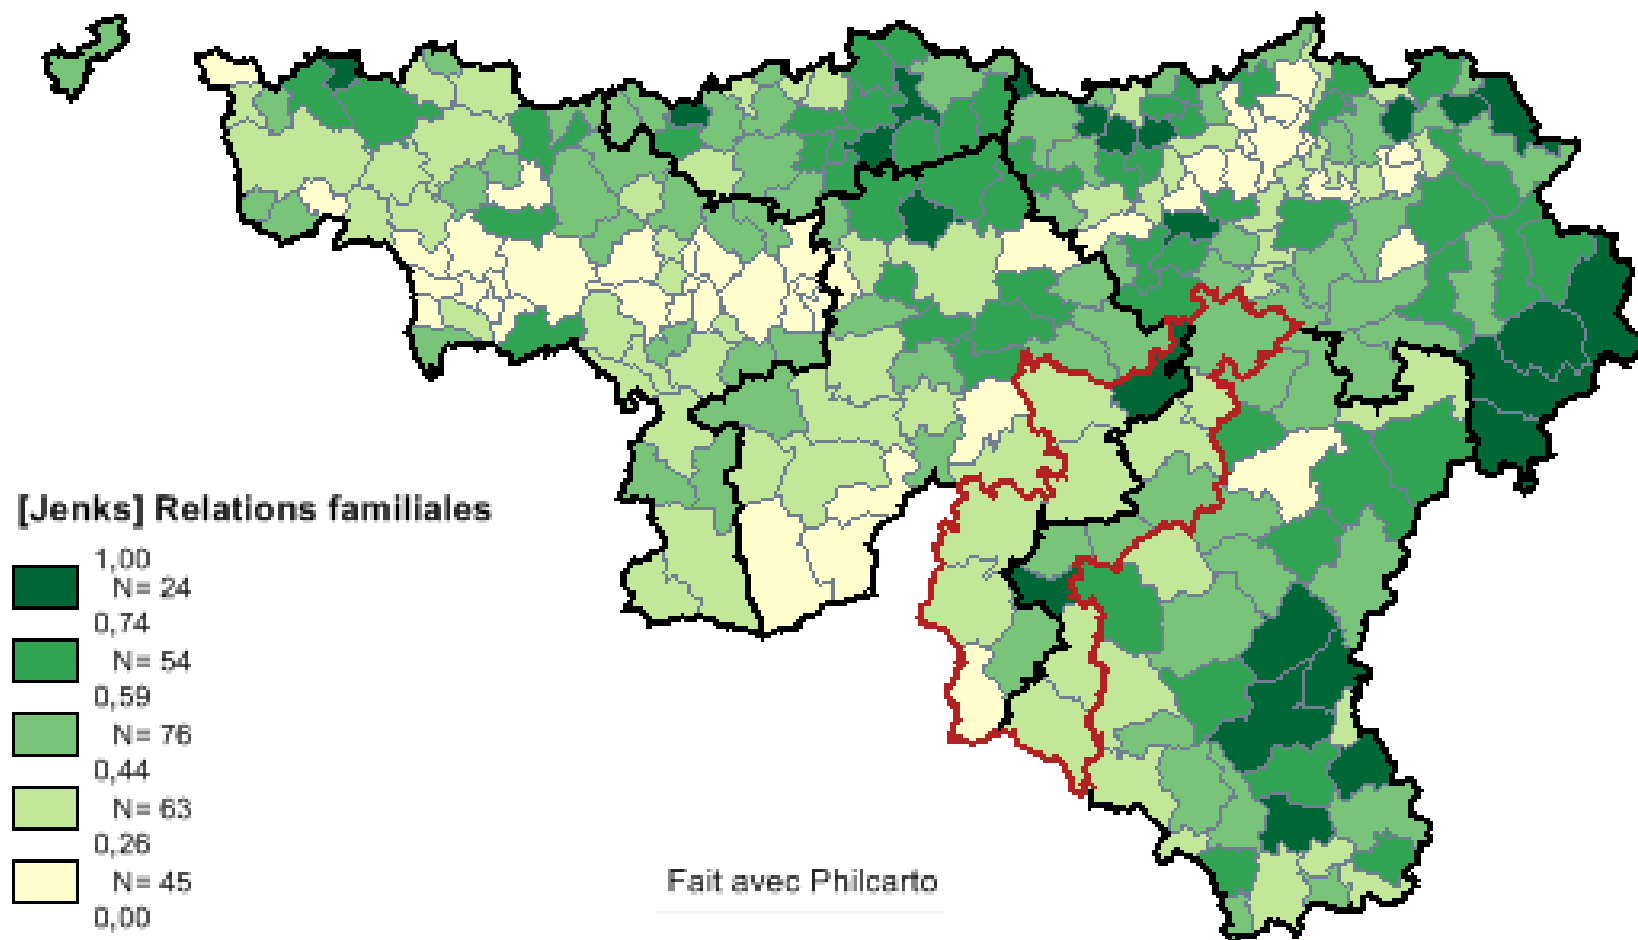 [Jenks] Relations familiales
1,00
N= 24
0,74
N= 54
0,59
N= 76
0,44
N= 63
0,26
N= 45
0,00
Fait avec Philcarto